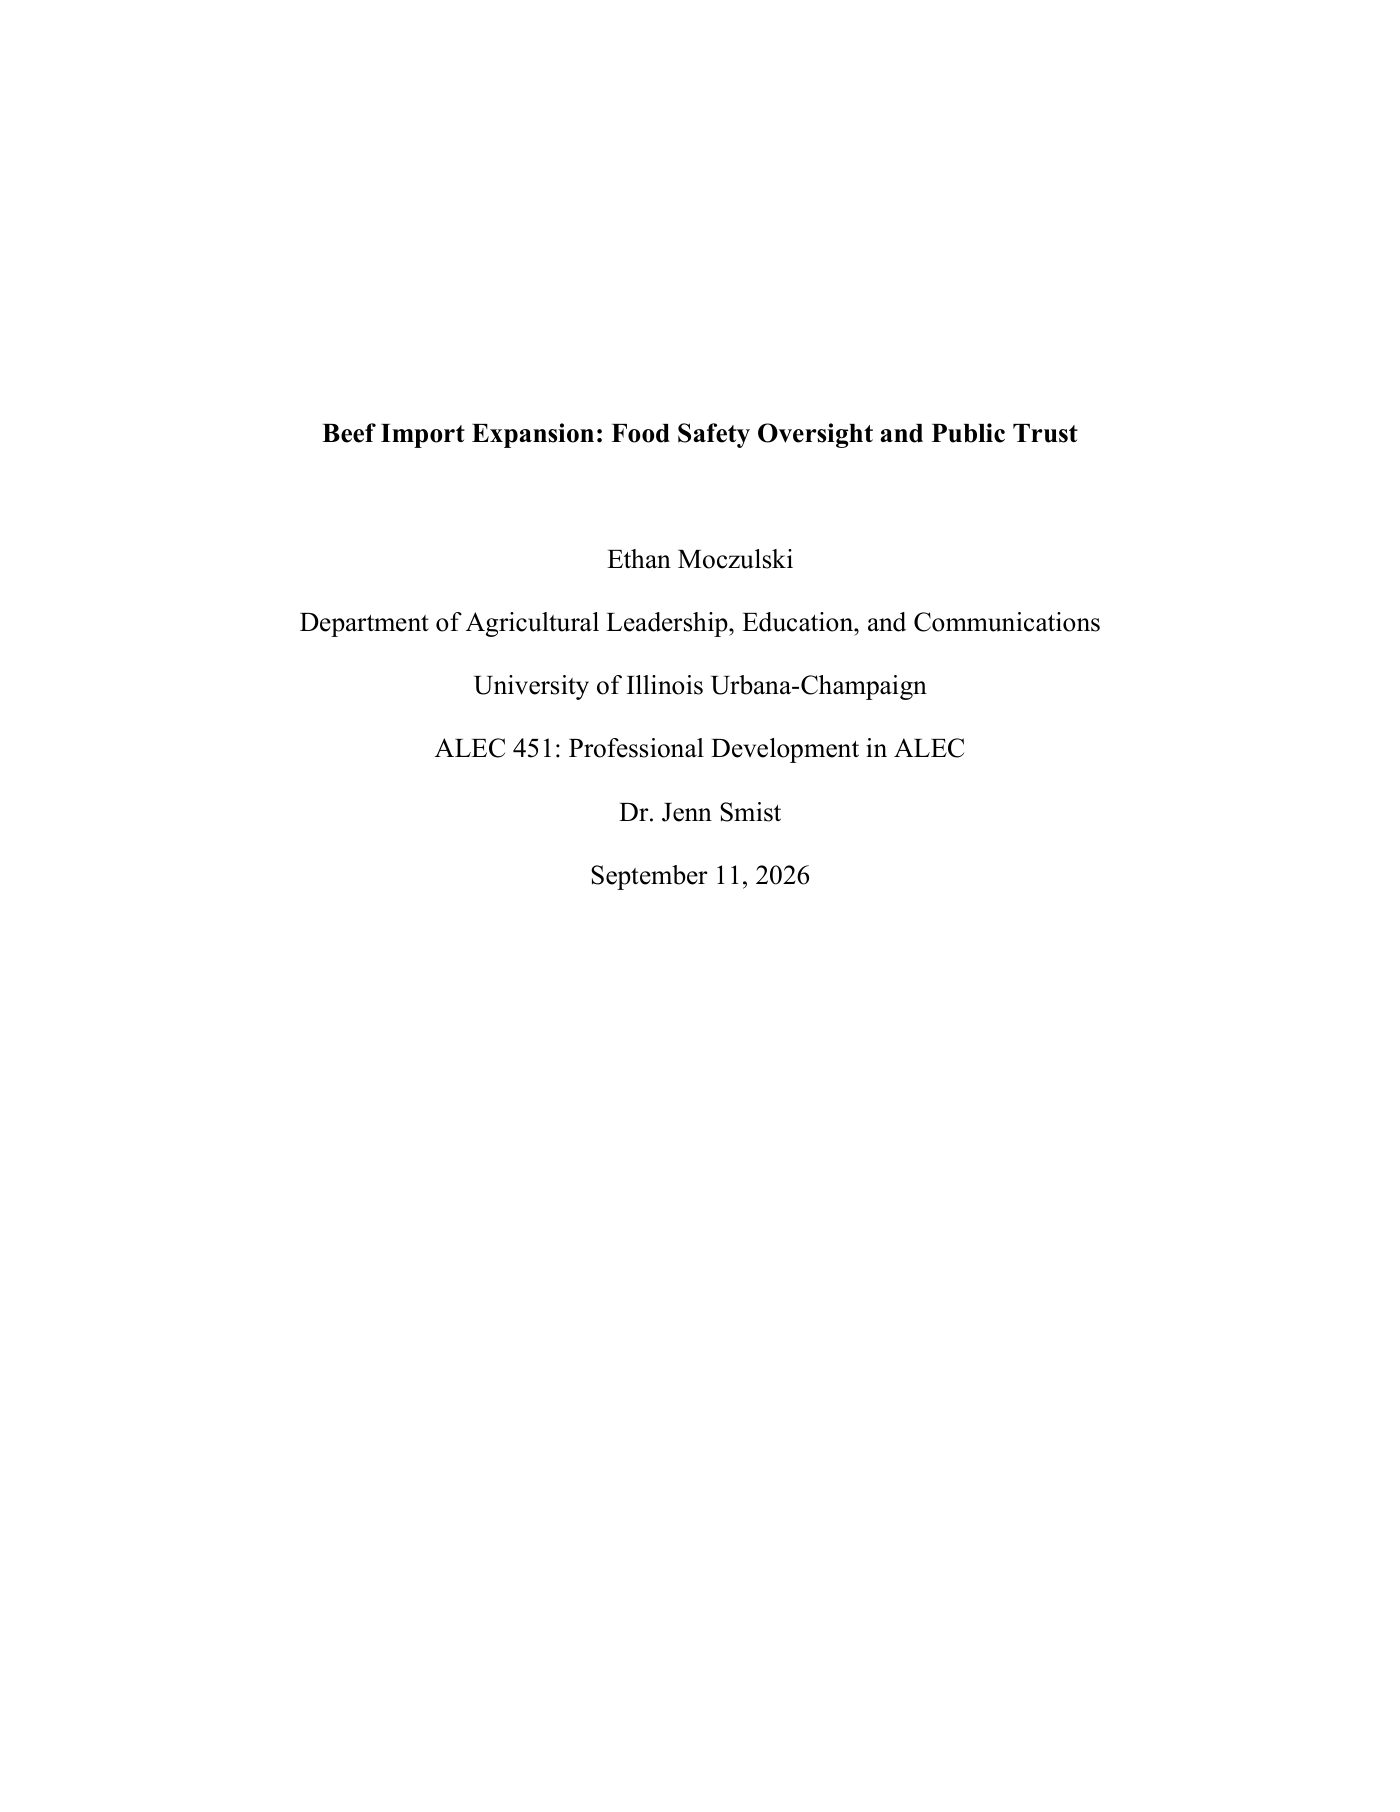 Beef Import Expansion: Food Safety Oversight and Public Trust
Ethan Moczulski
Department of Agricultural Leadership, Education, and Communications
University of Illinois Urbana-Champaign
ALEC 451: Professional Development in ALEC
Dr. Jenn Smist
September 11, 2026